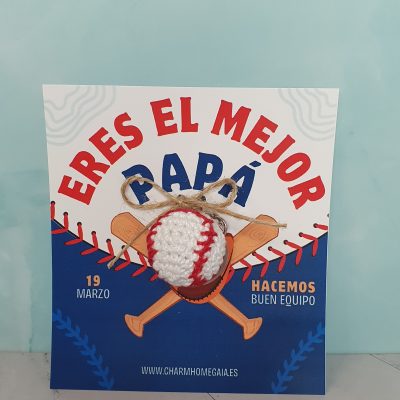 ERES EL MEJOR
PAPÁ
19
MARZO
HACEMOS
BUEN EQUIPO
WWW.CHARMHOMEGAIA.ES